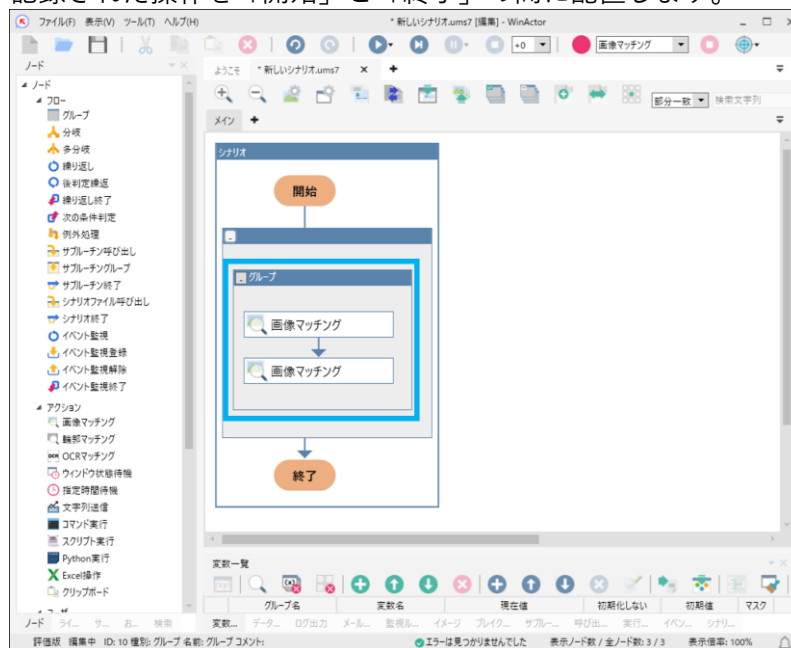 記録された操作を「開始」と「終了」の間に配置します。
ファイル(F) 表示(V) ツール(T) ヘルプ(H)
* 新しいシナリオ.ums7 [編集] - WinActor
+0
画像マッチング
ノード
ようこそ
* 新しいシナリオ.ums7
部分一致
検索文字列
メイン
ノード
フロー
グループ
分岐
多分岐
繰り返し
後判定繰返
繰り返し終了
次の条件判定
例外処理
サブルーチン呼び出し
サブルーチングループ
サブルーチン終了
シナリオファイル呼び出し
シナリオ終了
イベント監視
イベント監視登録
イベント監視解除
イベント監視終了
アクション
画像マッチング
輪郭マッチング
OCRマッチング
ウィンドウ状態待機
指定時間待機
文字列送信
コマンド実行
スクリプト実行
Python実行
Excel操作
クリップボード
シナリオ
開始
グループ
画像マッチング
画像マッチング
終了
変数一覧
グループ名 変数名 現在値 初期化しない 初期値 マスク
ノード ライ... サ... お... 検索
変数... データ... ログ出力 メール... 監視ル... イメージ ブレイク... サブルー... 呼び出... 実行... イベン... シナリ...
評価版 編集中 ID: 10 種別: グループ 名前: グループ コメント:
エラーは見つかりませんでした
表示ノード数 / 全ノード数: 3 / 3
表示倍率: 100%